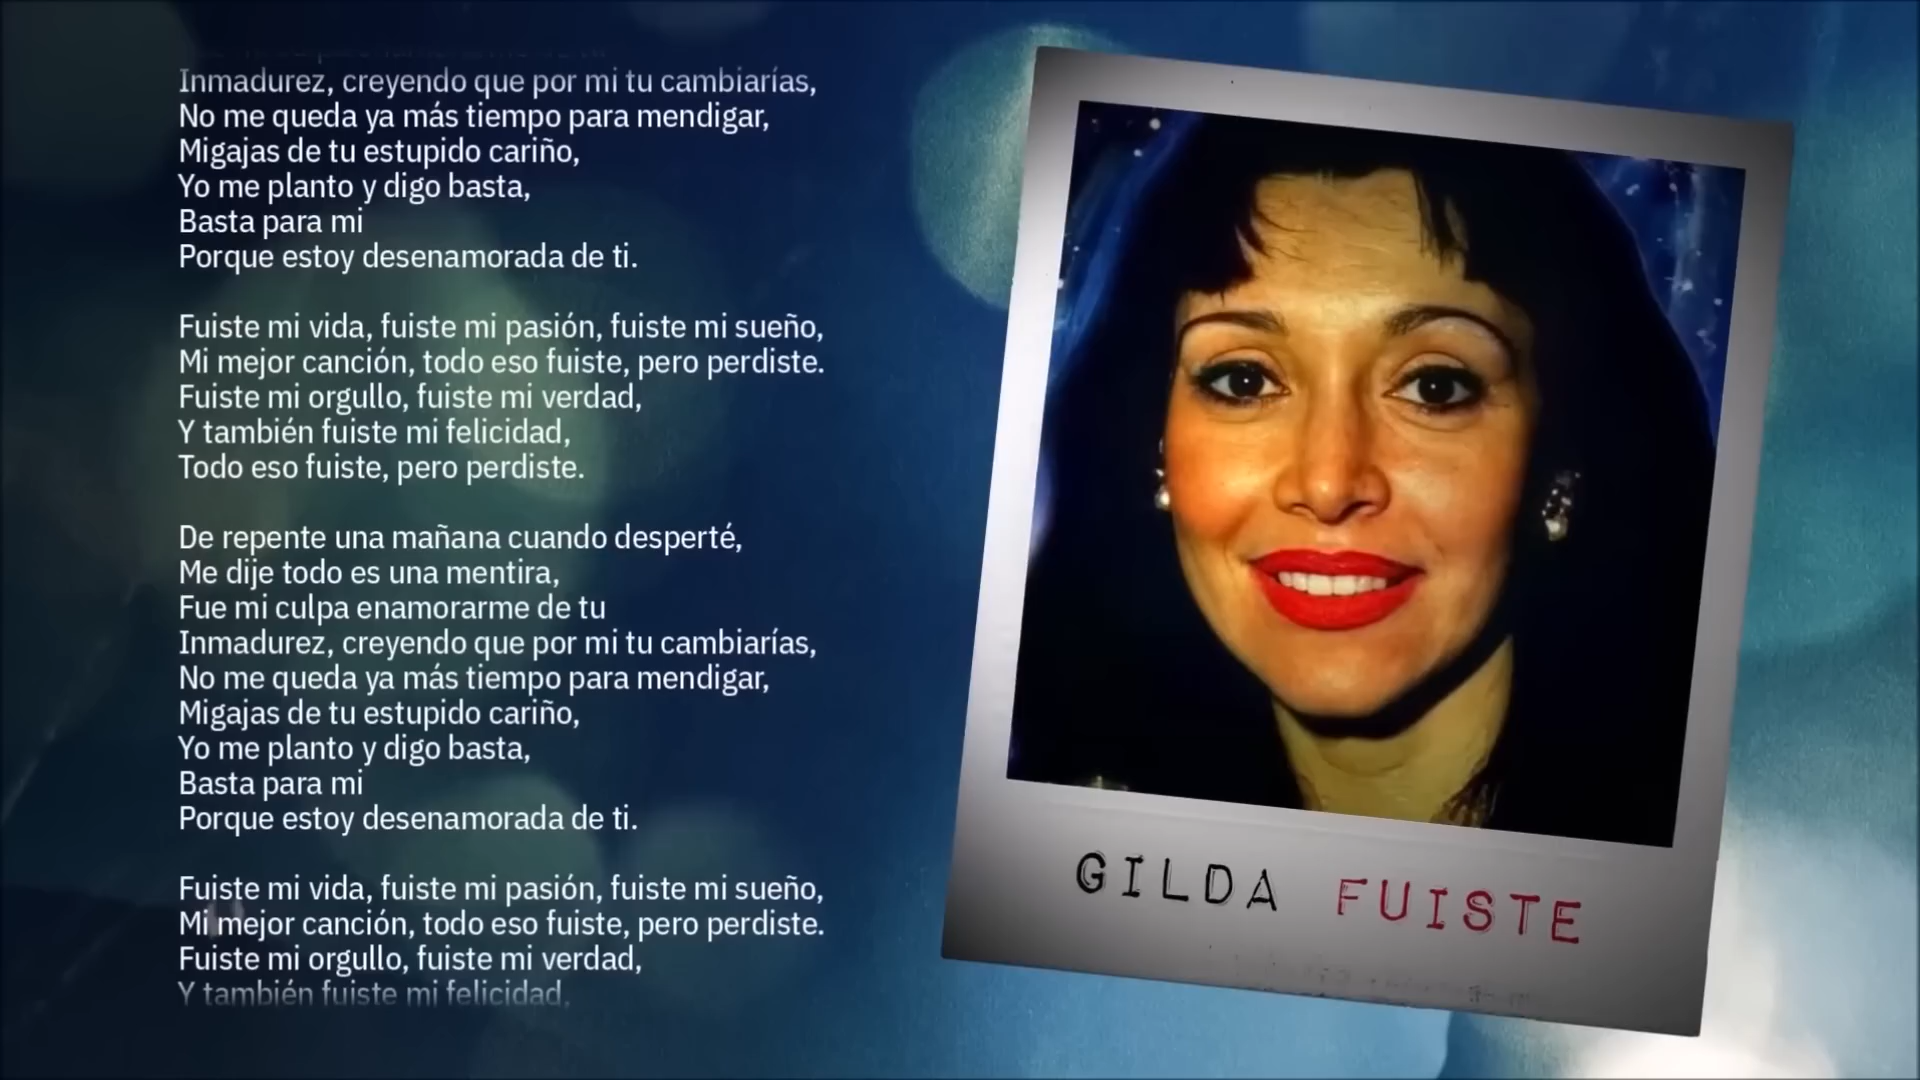 Inmadurez, creyendo que por mi tu cambiarías,
No me queda ya más tiempo para mendigar,
Migajas de tu estupido cariño,
Yo me planto y digo basta,
Basta para mi
Porque estoy desenamorada de ti.
Fuiste mi vida, fuiste mi pasión, fuiste mi sueño,
Mi mejor canción, todo eso fuiste, pero perdiste.
Fuiste mi orgullo, fuiste mi verdad,
Y también fuiste mi felicidad,
Todo eso fuiste, pero perdiste.
De repente una mañana cuando desperté,
Me dije todo es una mentira,
Fue mi culpa enamorarme de tu
Inmadurez, creyendo que por mi tu cambiarías,
No me queda ya más tiempo para mendigar,
Migajas de tu estupido cariño,
Yo me planto y digo basta,
Basta para mi
Porque estoy desenamorada de ti.
Fuiste mi vida, fuiste mi pasión, fuiste mi sueño,
Mi mejor canción, todo eso fuiste, pero perdiste.
Fuiste mi orgullo, fuiste mi verdad,
Y también fuiste mi felicidad,
GILDA FUISTE